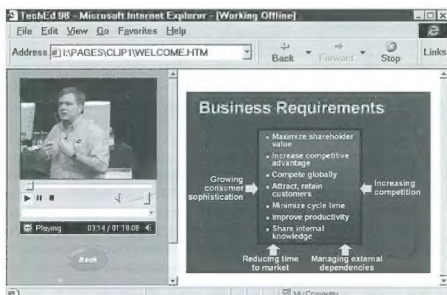 TechEd 98 - Microsoft Internet Explorer - [Working Offline]
File Edit View Go Favorites Help
Address I:\PAGES\CLIP1\WELCOME.HTM
Back Forward Stop Links
Business Requirements
• Maximize shareholder
value
• Increase competitive
advantage
• Compete globally
• Attract, retain
customers
• Minimize cycle time
• Improve productivity
• Share internal
knowledge
Growing
consumer
sophistication
Increasing
competition
Reducing time
to market
Managing external
dependencies
Playing 03:14 / 01:19:08
Back
My Computer